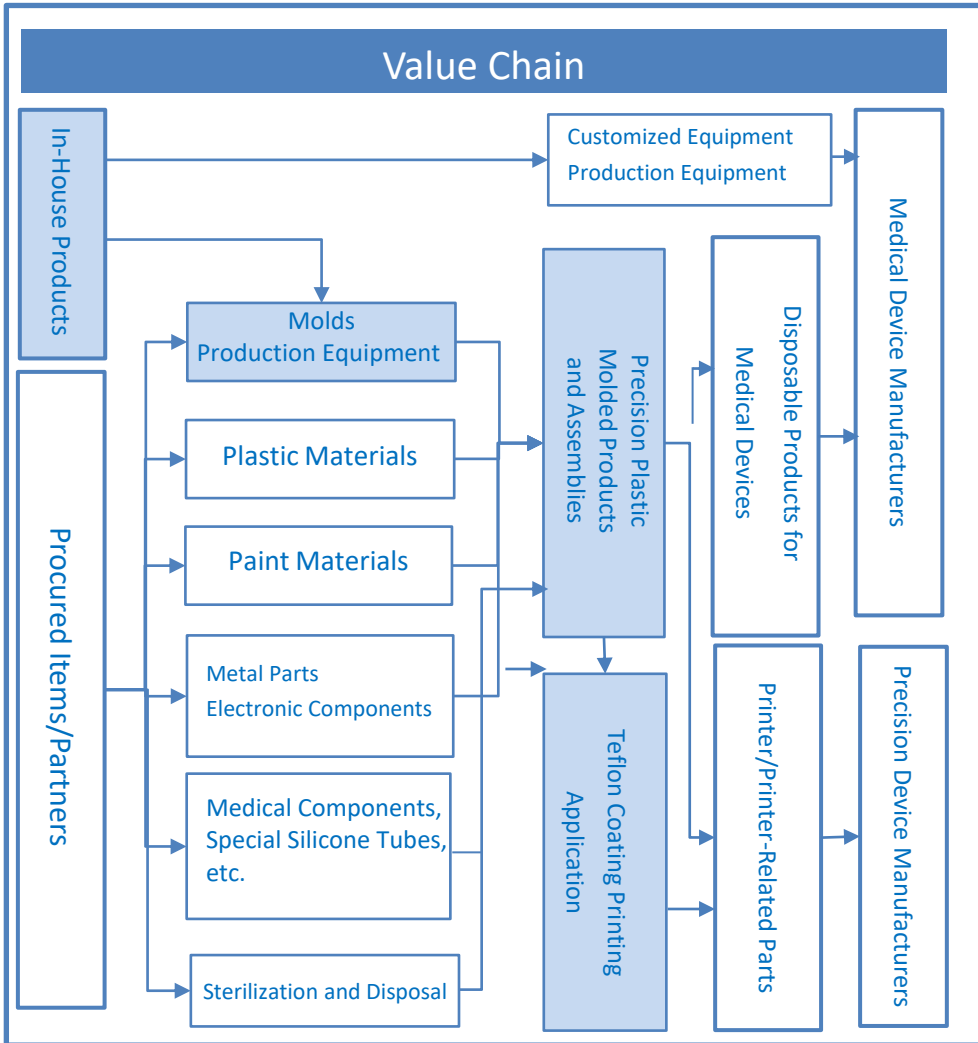 Value Chain
In-House Products
Customized Equipment
Production Equipment
Medical Device Manufacturers
Molds
Production Equipment
Precision Plastic
Molded Products
and Assemblies
Disposable Products for
Medical Devices
Procured Items/Partners
Plastic Materials
Paint Materials
Metal Parts
Electronic Components
Medical Components,
Special Silicone Tubes,
etc.
Sterilization and Disposal
Teflon Coating Printing
Application
Printer/Printer-Related Parts
Precision Device Manufacturers